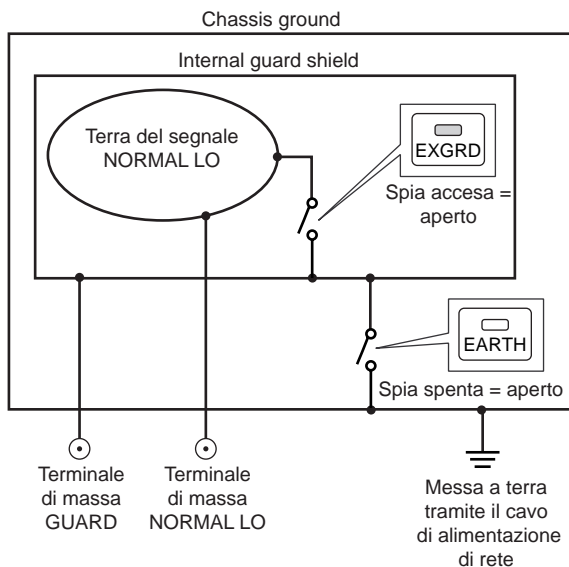 Chassis ground
Internal guard shield
Terra del segnale
NORMAL LO
EXGRD
Spia accesa =
aperto
EARTH
Spia spenta = aperto
Terminale
di massa
GUARD
Terminale
di massa
NORMAL LO
Messa a terra
tramite il cavo
di alimentazione
di rete